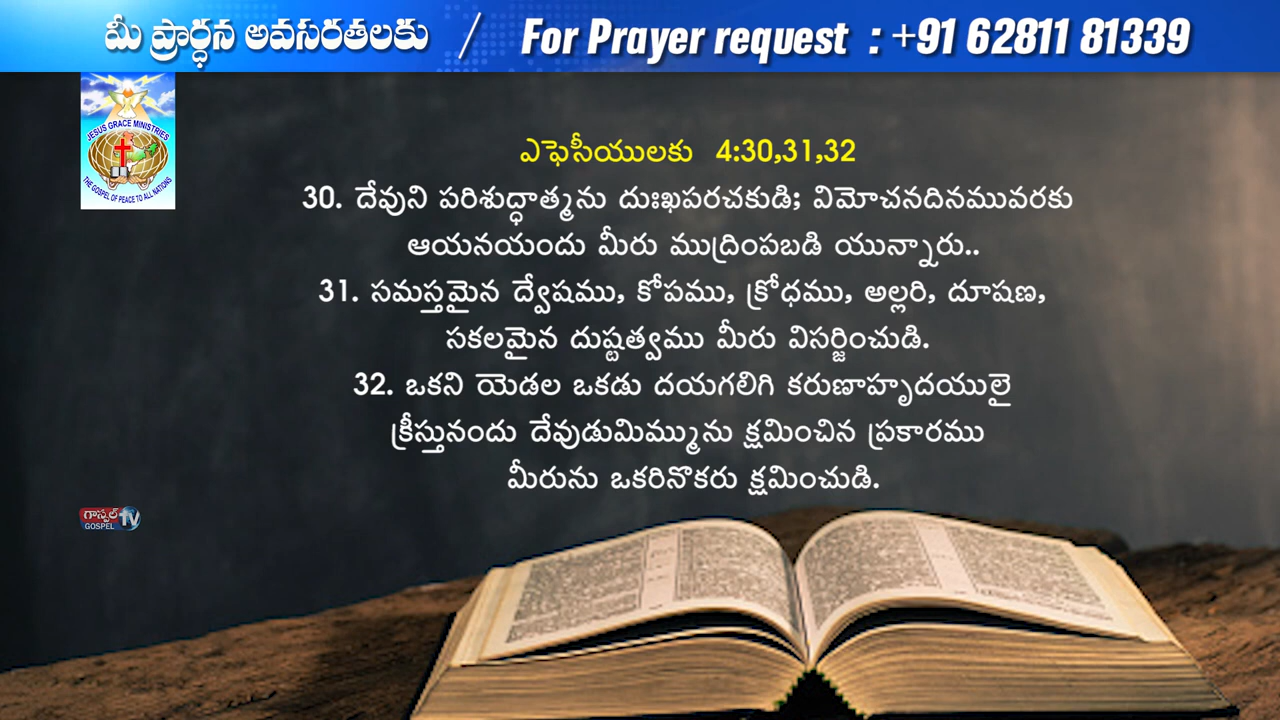 మీ ప్రార్ధన అవసరతలకు / For Prayer request : +91 62811 81339
JESUS GRACE MINISTRIES
THE GOSPEL OF PEACE TO ALL NATIONS
ఎఫెసీయులకు 4:30,31,32
30. దేవుని పరిశుద్ధాత్మను దుఃఖపరచకుడి; విమోచనదినమువరకు
ఆయనయందు మీరు ముద్రింపబడి యున్నారు..
31. సమస్తమైన ద్వేషము, కోపము, క్రోధము, అల్లరి, దూషణ,
సకలమైన దుష్టత్వము మీరు విసర్జించుడి.
32. ఒకని యెడల ఒకడు దయగలిగి కరుణాహృదయులై
క్రీస్తునందు దేవుడుమిమ్మును క్షమించిన ప్రకారము
మీరును ఒకరినొకరు క్షమించుడి.
గాస్పల్ TV
GOSPEL